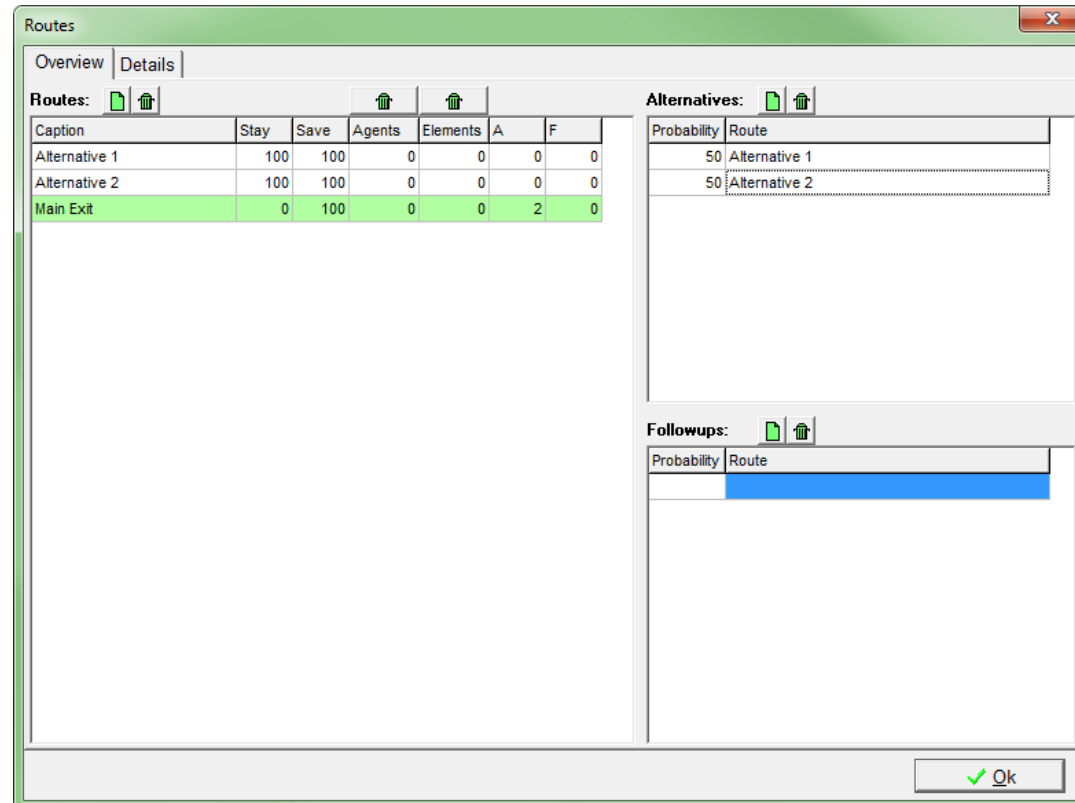 Routes
Overview Details
Routes:
Caption Stay Save Agents Elements A F
Alternative 1 100 100 0 0 0 0
Alternative 2 100 100 0 0 0 0
Main Exit 0 100 0 0 2 0
Alternatives:
Probability Route
50 Alternative 1
50 Alternative 2
Followups:
Probability Route
Ok